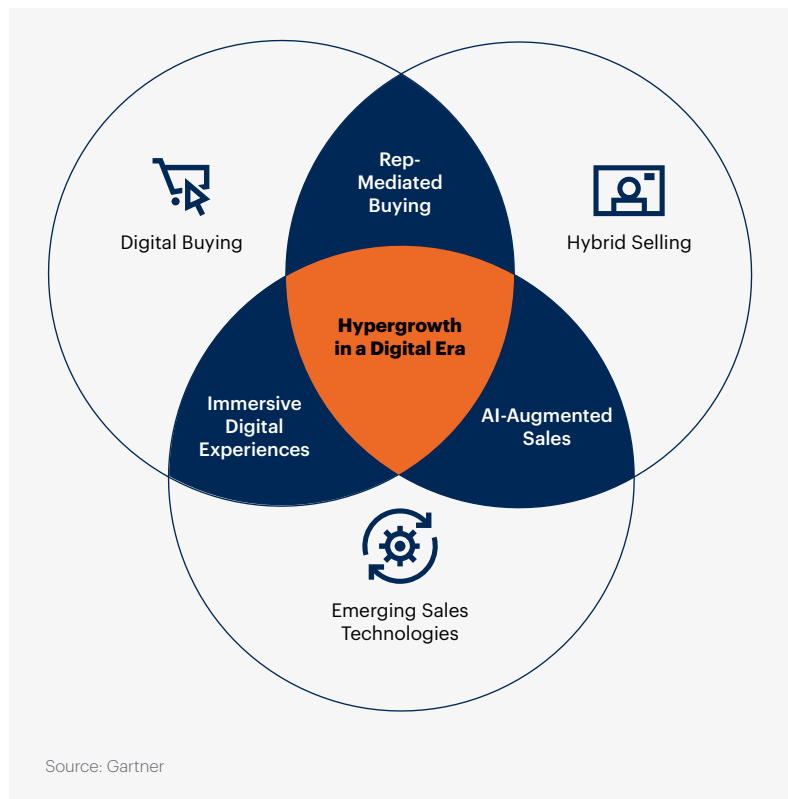 Rep-
Mediated
Buying
Digital Buying
Hybrid Selling
Hypergrowth
in a Digital Era
Immersive
Digital
Experiences
AI-Augmented
Sales
Emerging Sales
Technologies
Source: Gartner